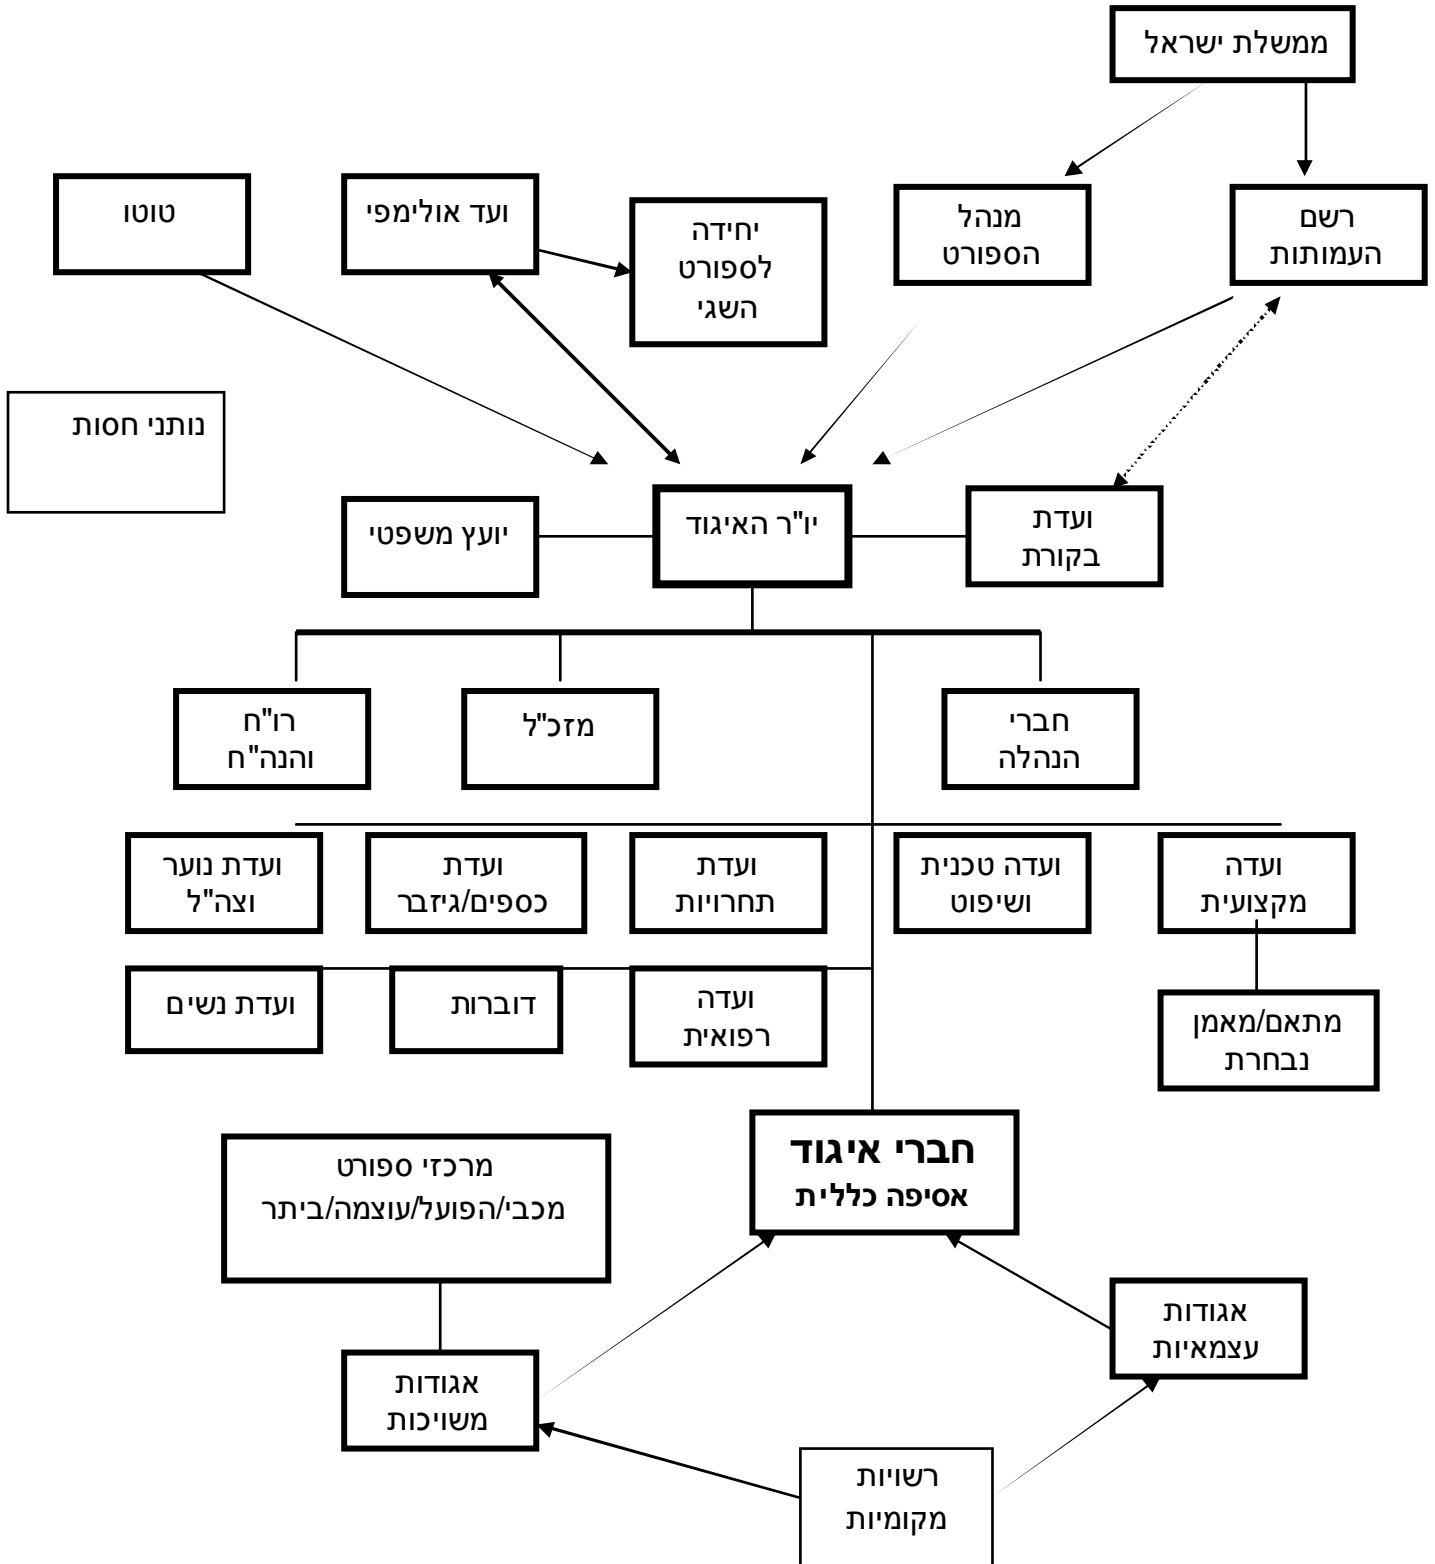 ממשלת ישראל
רשם
העמותות
מנהל
הספורט
יחידה
לספורט
השגי
ועד אולימפי
טוטו
נותני חסות
ועדת
בקורת
יו"ר האיגוד
יועץ משפטי
חברי
הנהלה
מזכ"ל
רו"ח
והנה"ח
ועדה
מקצועית
ועדה טכנית
ושיפוט
ועדת
תחרויות
ועדת
כספים/גיזבר
ועדת נוער
וצה"ל
מתאם/מאמן
נבחרת
ועדה
רפואית
דוברות
ועדת נשים
חברי איגוד
אסיפה כללית
מרכזי ספורט
מכבי/הפועל/עוצמה/ביתר
אגודות
עצמאיות
אגודות
משויכות
רשויות
מקומיות